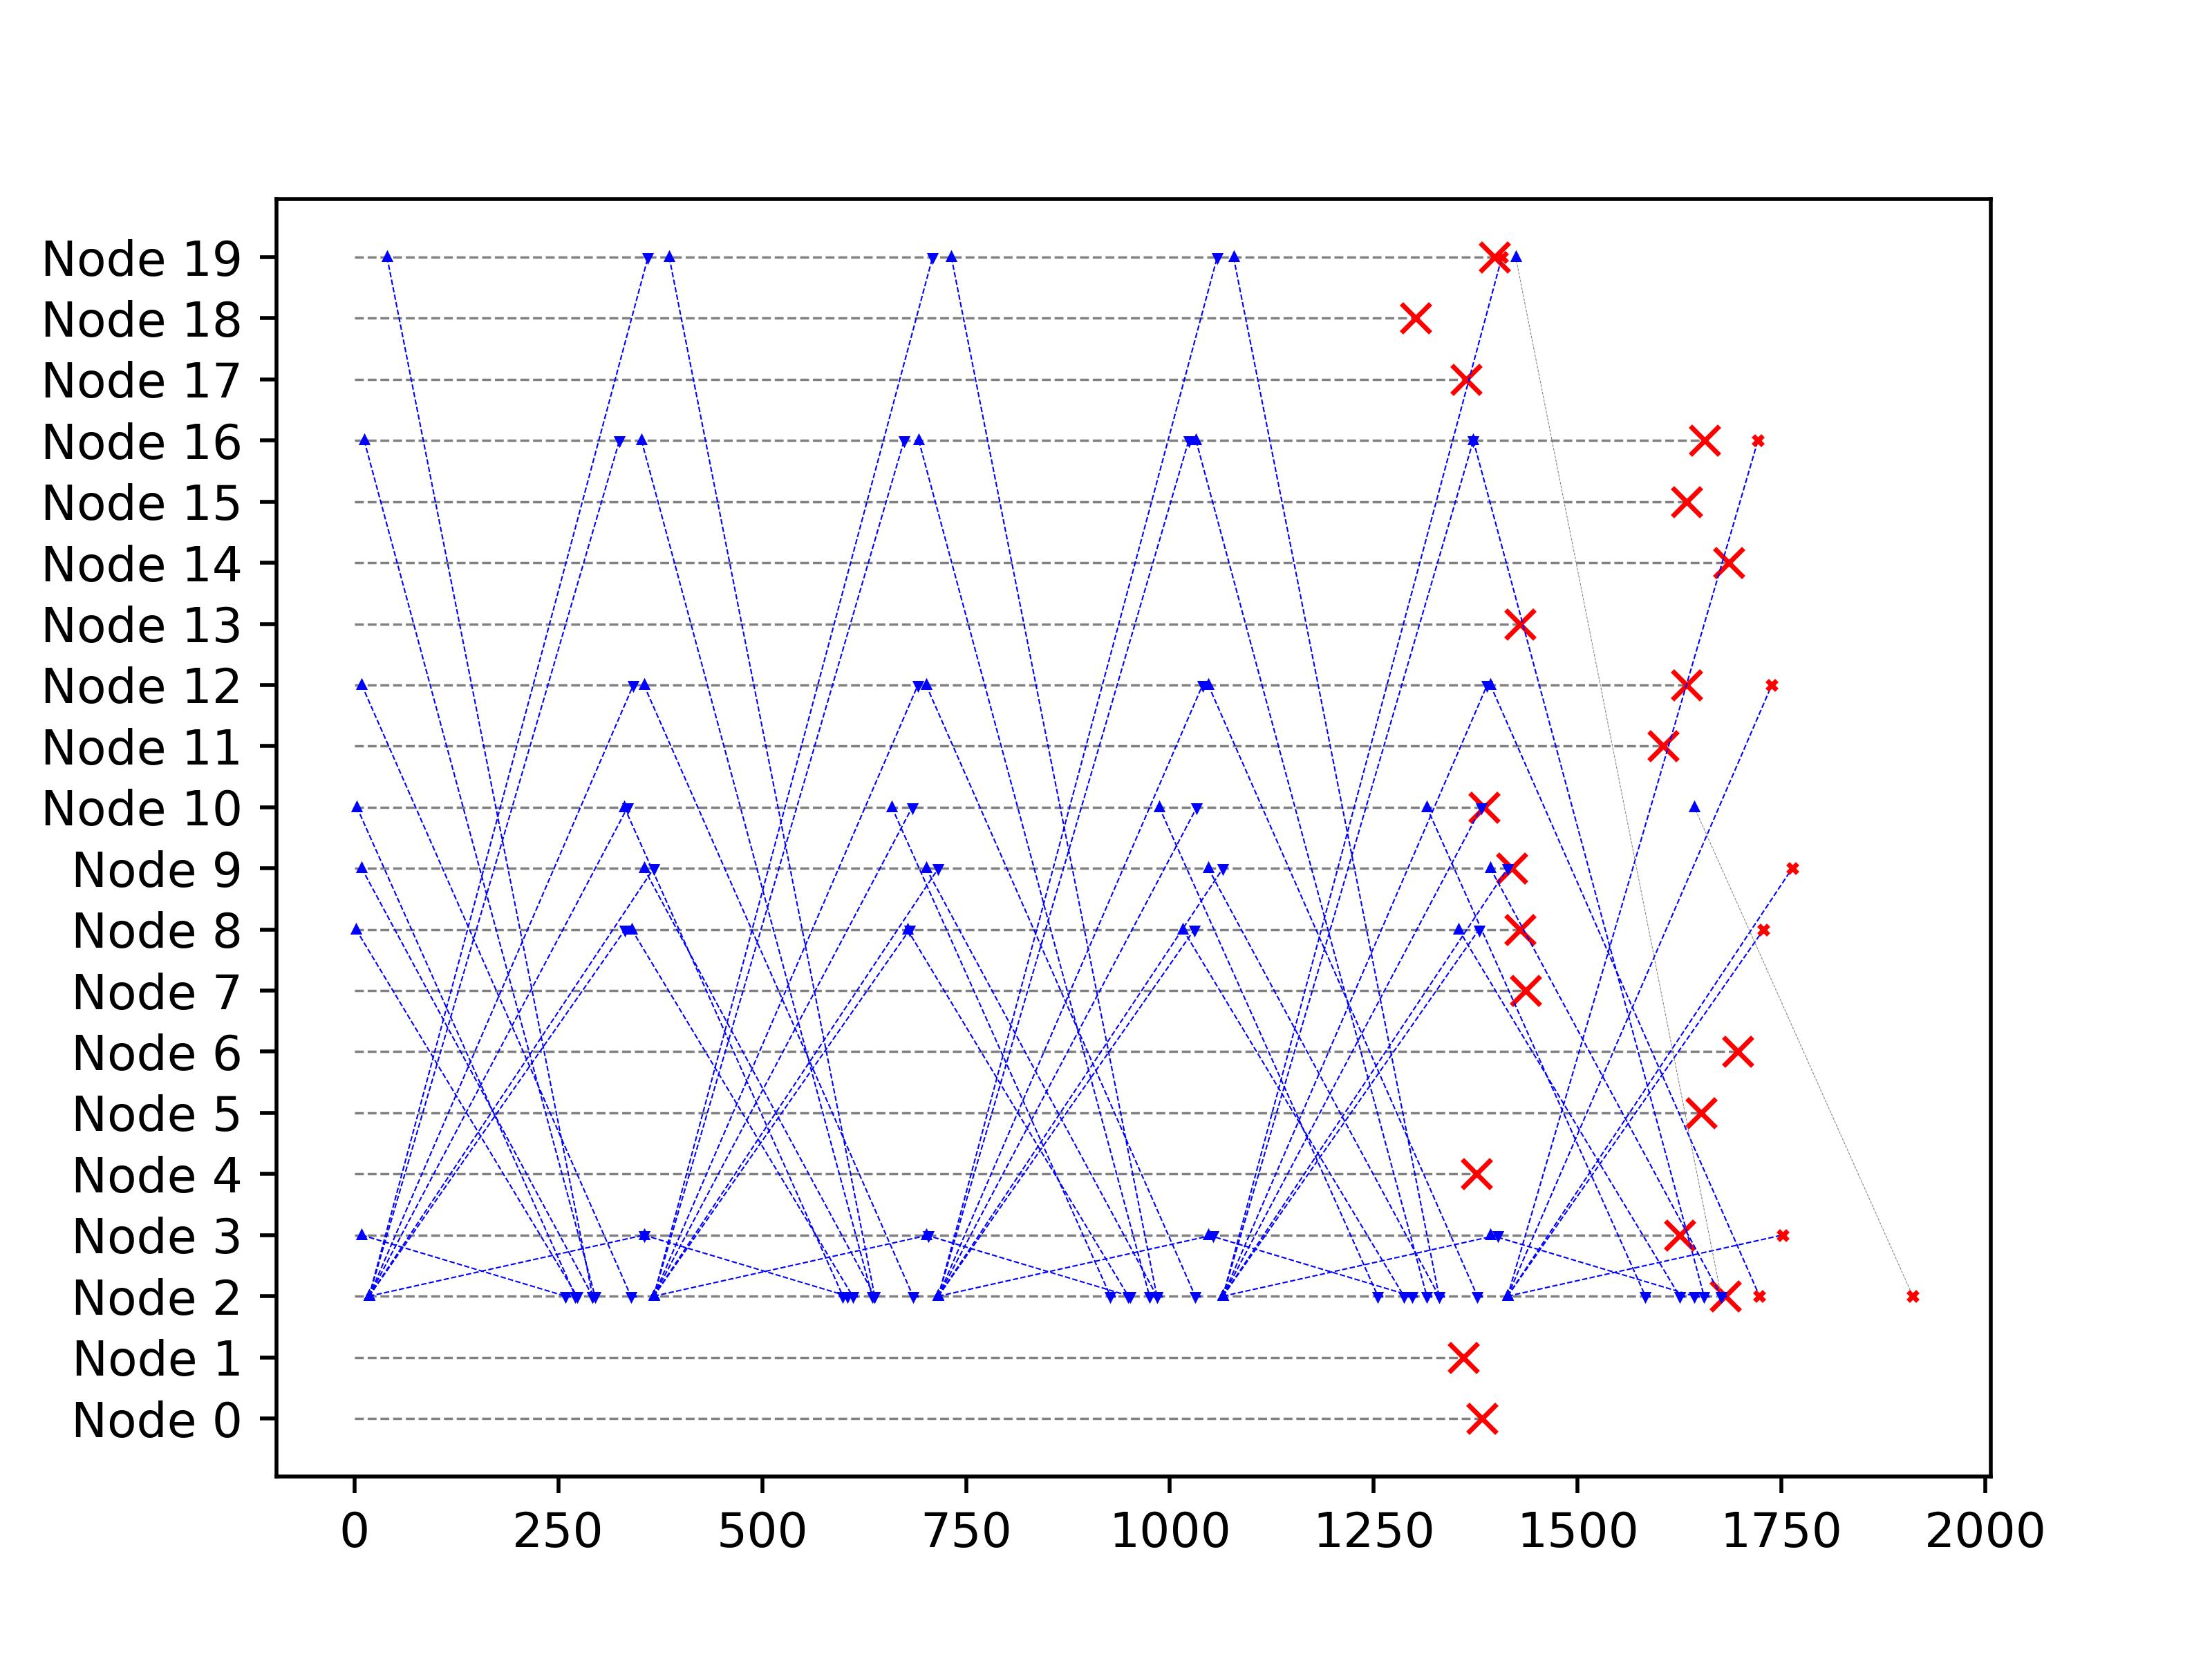 Node 19
Node 18
Node 17
Node 16
Node 15
Node 14
Node 13
Node 12
Node 11
Node 10
Node 9
Node 8
Node 7
Node 6
Node 5
Node 4
Node 3
Node 2
Node 1
Node 0
0 250 500 750 1000 1250 1500 1750 2000